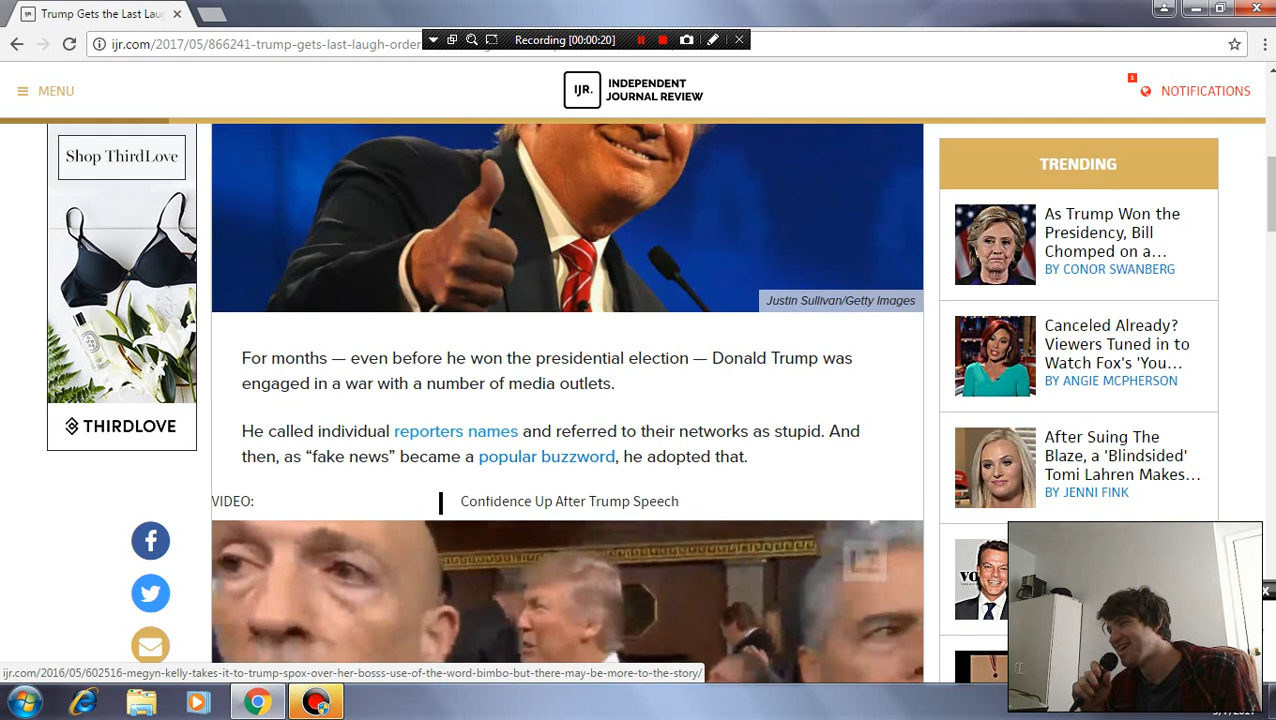 Trump Gets the Last Lau
ijr.com/2017/05/866241-trump-gets-last-laugh-order
Recording [00:00:20]
MENU
IJR.
INDEPENDENT
JOURNAL REVIEW
1
NOTIFICATIONS
Shop ThirdLove
THIRDLOVE
Justin Sullivan/Getty Images
For months — even before he won the presidential election — Donald Trump was
engaged in a war with a number of media outlets.
He called individual reporters names and referred to their networks as stupid. And
then, as “fake news” became a popular buzzword, he adopted that.
VIDEO:
Confidence Up After Trump Speech
TRENDING
As Trump Won the
Presidency, Bill
Chomped on a...
BY CONOR SWANBERG
Canceled Already?
Viewers Tuned in to
Watch Fox's 'You...
BY ANGIE MCPHERSON
After Suing The
Blaze, a 'Blindsided'
Tomi Lahren Makes...
BY JENNI FINK
ijr.com/2016/05/602516-megyn-kelly-takes-it-to-trump-spox-over-her-bosss-use-of-the-word-bimbo-but-there-may-be-more-to-the-story/